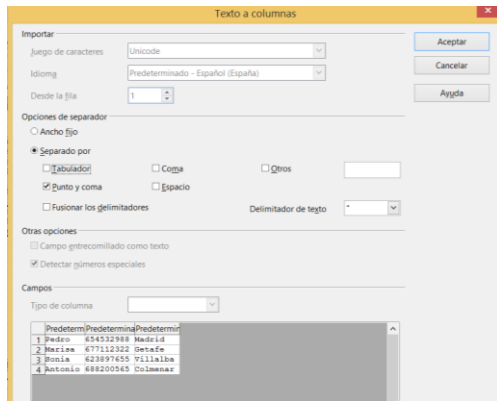 Texto a columnas
Importar
Juego de caracteres Unicode
Idioma Predeterminado - Español (España)
Desde la fila 1
Aceptar
Cancelar
Ayuda
Opciones de separador
Ancho fijo
Separado por
Tabulador Coma Otros
Punto y coma Espacio
Fusionar los delimitadores Delimitador de texto "
Otras opciones
Campo entrecomillado como texto
Detectar números especiales
Campos
Tipo de columna
Predeterm Predetermina Predetermin
1 Pedro 654532988 Madrid
2 Marisa 677112322 Getafe
3 Sonia 623897655 Villalba
4 Antonio 688200565 Colmenar